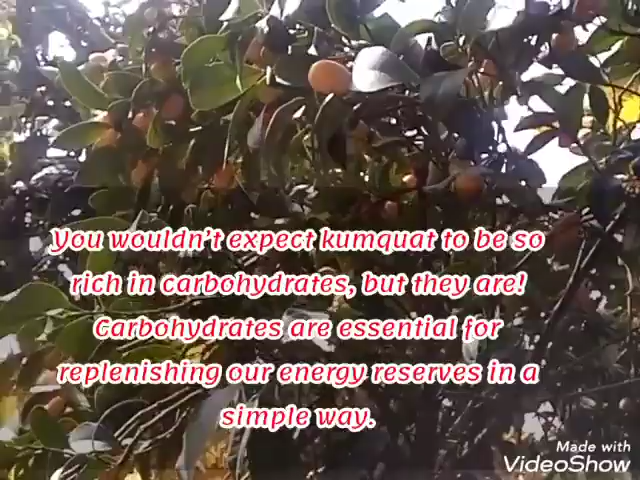 You wouldn't expect kumquat to be so
rich in carbohydrates, but they are!
Carbohydrates are essential for
replenishing our energy reserves in a
simple way.
Made with
VideoShow